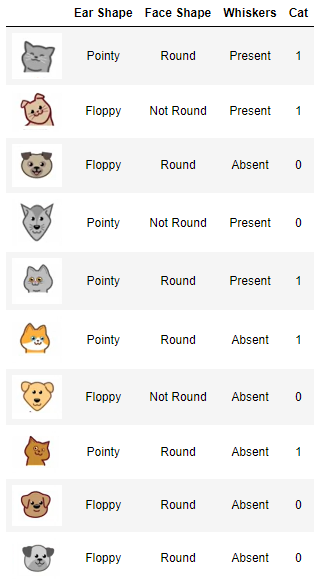 Ear Shape Face Shape Whiskers Cat
Pointy Round Present 1
Floppy Not Round Present 1
Floppy Round Absent 0
Pointy Not Round Present 0
Pointy Round Present 1
Pointy Round Absent 1
Floppy Not Round Absent 0
Pointy Round Absent 1
Floppy Round Absent 0
Floppy Round Absent 0